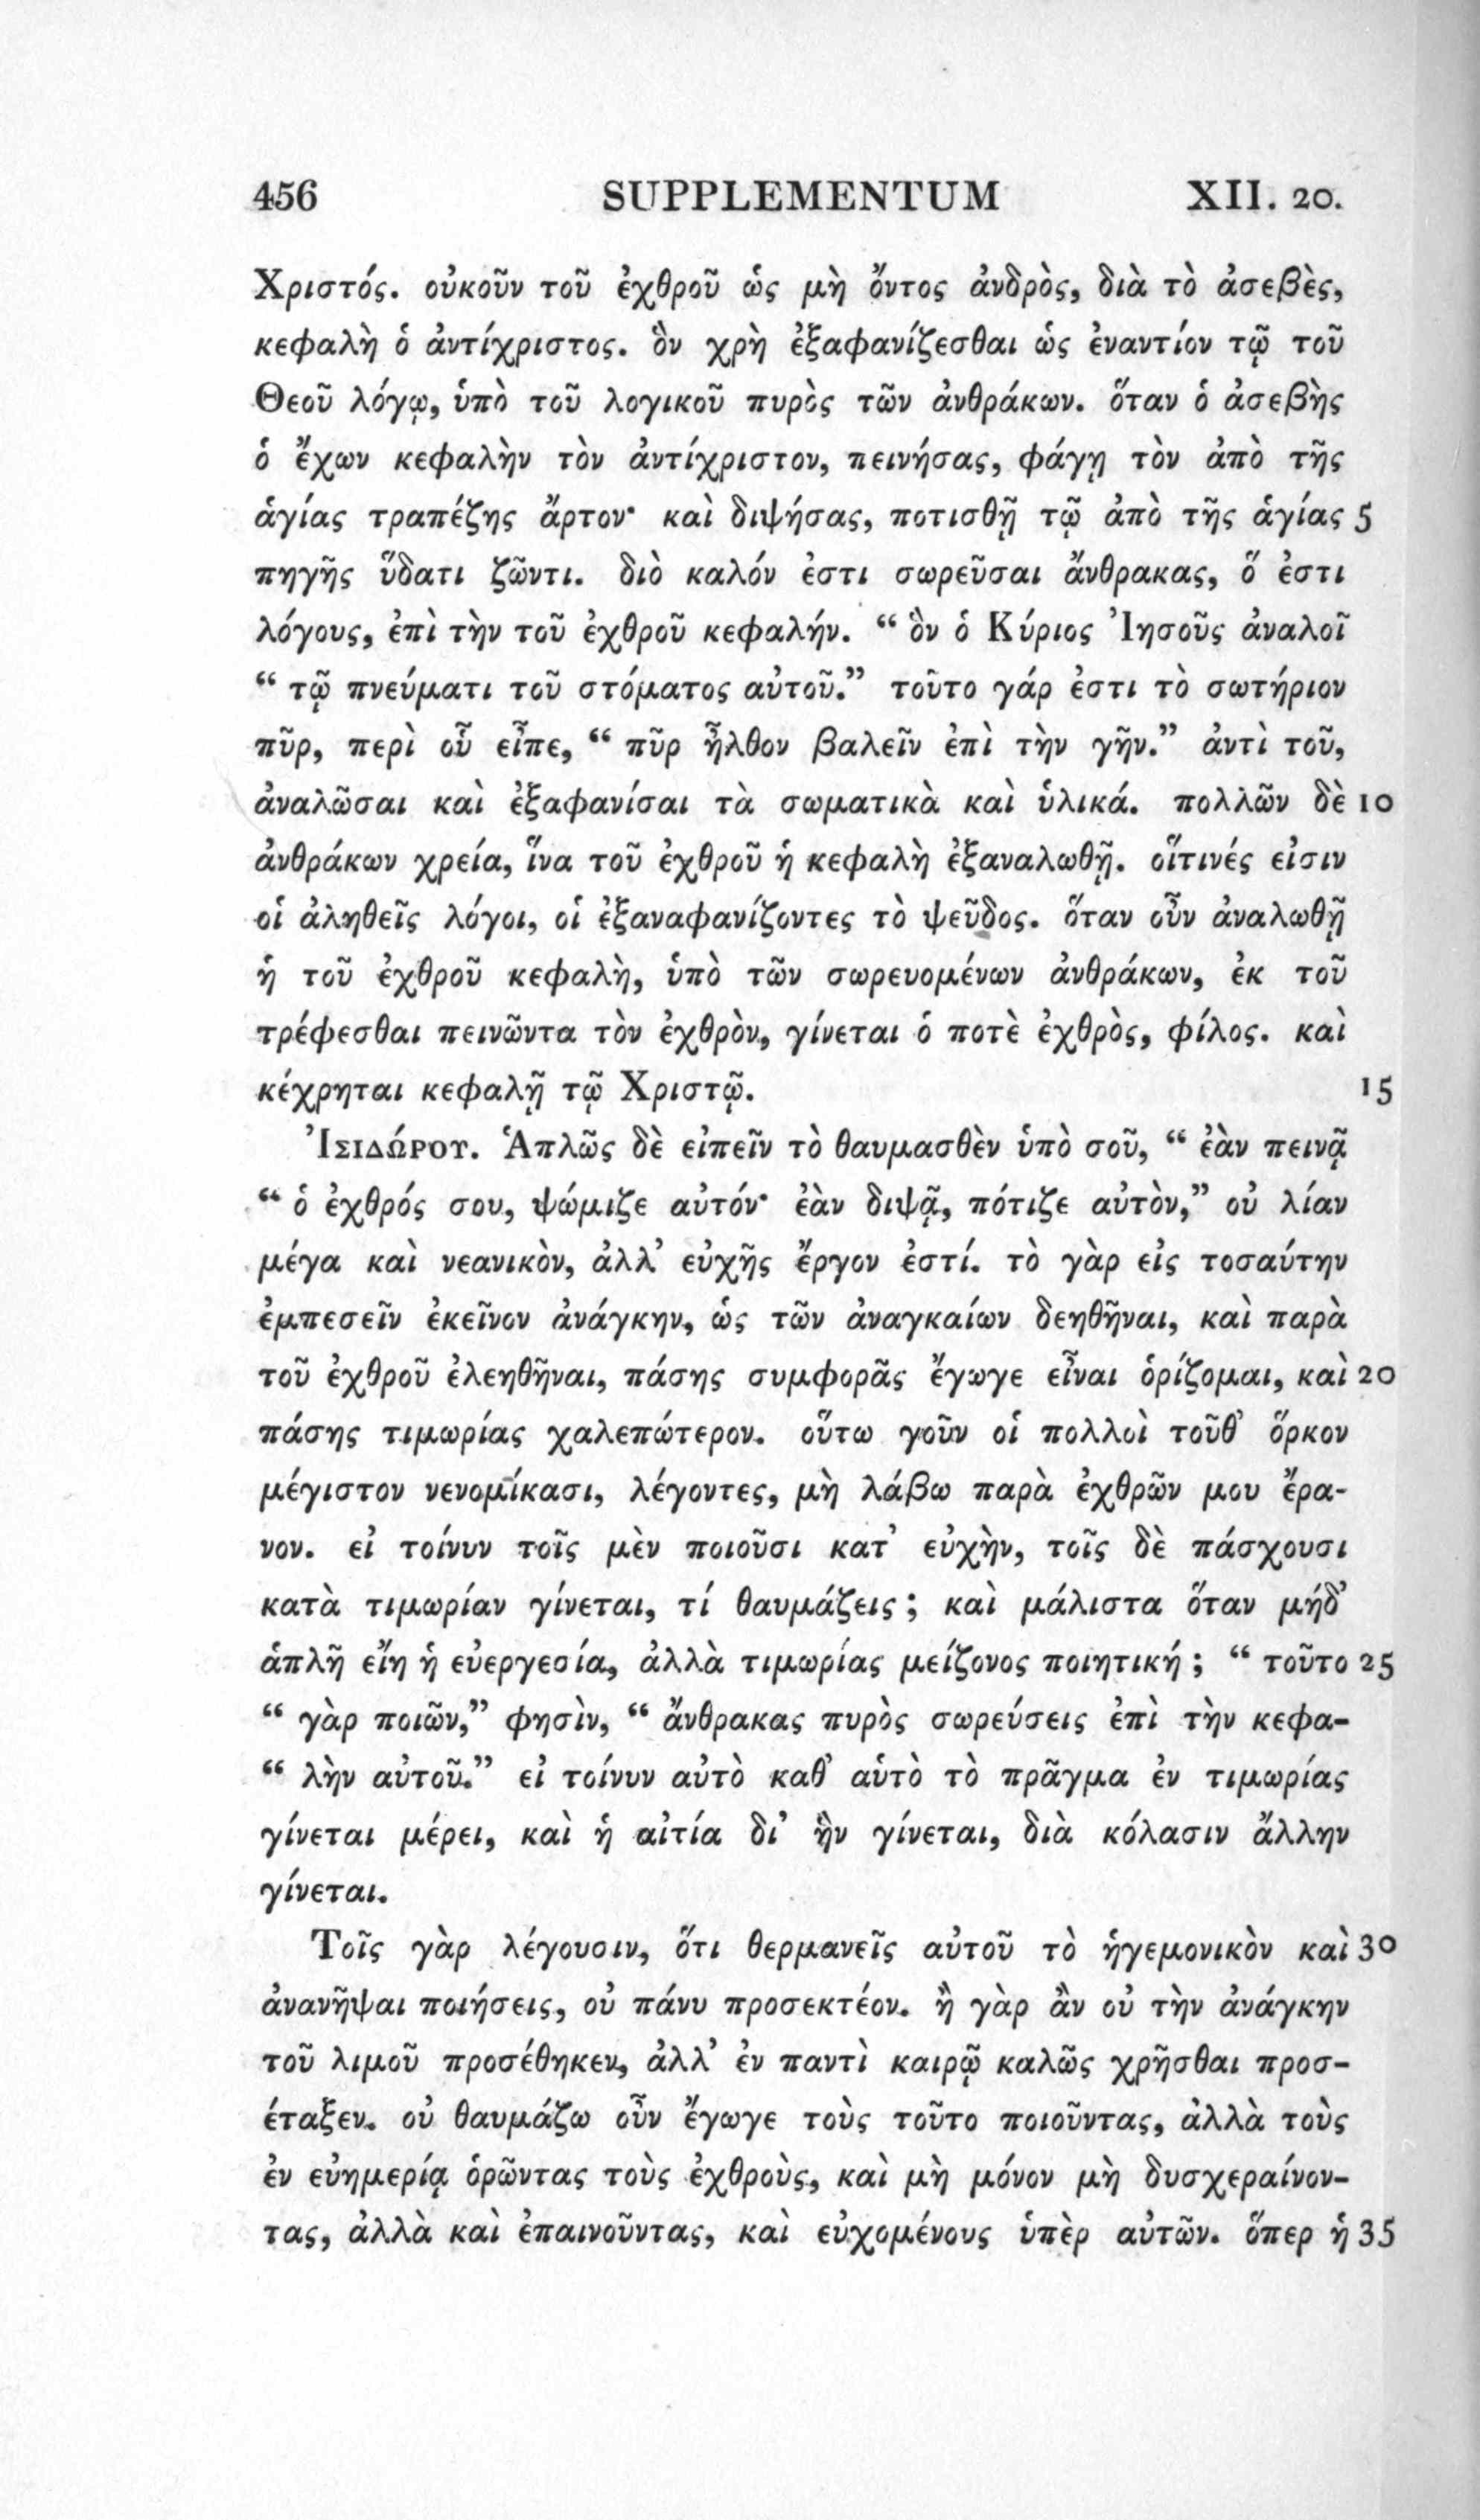 456 SUPPLEMENTUM XII. 20.
Χριστός. οὐκοῦν τοῦ ἐχθροῦ ὡς μὴ ὄντος ἀνδρὸς, διὰ τὸ ἀσεβὲς,
κεφαλὴ ὁ ἀντίχριστος. ὃν χρὴ ἐξαφανίζεσθαι ὡς ἐναντίον τῷ τοῦ
Θεοῦ λόγῳ, ὑπὸ τοῦ λογικοῦ πυρὸς τῶν ἀνθράκων. ὅταν ὁ ἀσεβὴς
ὁ ἔχων κεφαλὴν τὸν ἀντίχριστον, πεινήσας, φάγῃ τὸν ἀπὸ τῆς
ἁγίας τραπέζης ἄρτον· καὶ διψήσας, ποτισθῇ τῷ ἀπὸ τῆς ἁγίας 5
πηγῆς ὕδατι ζῶντι. διὸ καλόν ἐστι σωρεῦσαι ἄνθρακας, ὅ ἐστι
λόγους, ἐπὶ τὴν τοῦ ἐχθροῦ κεφαλήν. “ ὃν ὁ Κύριος Ἰησοῦς ἀναλοῖ
“ τῷ πνεύματι τοῦ στόματος αὐτοῦ.” τοῦτο γάρ ἐστι τὸ σωτήριον
πῦρ, περὶ οὗ εἶπε, “ πῦρ ἦλθον βαλεῖν ἐπὶ τὴν γῆν.” ἀντὶ τοῦ,
ἀναλῶσαι καὶ ἐξαφανίσαι τὰ σωματικὰ καὶ ὑλικά. πολλῶν δὲ 10
ἀνθράκων χρεία, ἵνα τοῦ ἐχθροῦ ἡ κεφαλὴ ἐξαναλωθῇ. οἵτινές εἰσιν
οἱ ἀληθεῖς λόγοι, οἱ ἐξαναφανίζοντες τὸ ψεῦδος. ὅταν οὖν ἀναλωθῇ
ἡ τοῦ ἐχθροῦ κεφαλὴ, ὑπὸ τῶν σωρευομένων ἀνθράκων, ἐκ τοῦ
τρέφεσθαι πεινῶντα τὸν ἐχθρὸν, γίνεται ὁ ποτὲ ἐχθρὸς, φίλος. καὶ
κέχρηται κεφαλῇ τῷ Χριστῷ. 15
Ἰσιδώρου. Ἁπλῶς δὲ εἰπεῖν τὸ θαυμασθὲν ὑπὸ σοῦ, “ ἐὰν πεινᾷ
“ ὁ ἐχθρός σου, ψώμιζε αὐτόν· ἐὰν διψᾷ, πότιζε αὐτὸν,” οὐ λίαν
μέγα καὶ νεανικὸν, ἀλλ’ εὐχῆς ἔργον ἐστί. τὸ γὰρ εἰς τοσαύτην
ἐμπεσεῖν ἐκεῖνον ἀνάγκην, ὡς τῶν ἀναγκαίων δεηθῆναι, καὶ παρὰ
τοῦ ἐχθροῦ ἐλεηθῆναι, πάσης συμφορᾶς ἔγωγε εἶναι ὁρίζομαι, καὶ 20
πάσης τιμωρίας χαλεπώτερον. οὕτω γοῦν οἱ πολλοὶ τοῦθ’ ὅρκον
μέγιστον νενομίκασι, λέγοντες, μὴ λάβω παρὰ ἐχθρῶν μου ἔρα-
νον. εἰ τοίνυν τοῖς μὲν ποιοῦσι κατ’ εὐχὴν, τοῖς δὲ πάσχουσι
κατὰ τιμωρίαν γίνεται, τί θαυμάζεις ; καὶ μάλιστα ὅταν μήδ’
ἁπλῆ εἴη ἡ εὐεργεσία, ἀλλὰ τιμωρίας μείζονος ποιητική ; “ τοῦτο 25
“ γὰρ ποιῶν,” φησὶν, “ ἄνθρακας πυρὸς σωρεύσεις ἐπὶ τὴν κεφα-
“ λὴν αὐτοῦ.” εἰ τοίνυν αὐτὸ καθ’ αὑτὸ τὸ πρᾶγμα ἐν τιμωρίας
γίνεται μέρει, καὶ ἡ αἰτία δι’ ἣν γίνεται, διὰ κόλασιν ἄλλην
γίνεται.
Τοῖς γὰρ λέγουσιν, ὅτι θερμανεῖς αὐτοῦ τὸ ἡγεμονικὸν καὶ 30
ἀνανῆψαι ποιήσεις, οὐ πάνυ προσεκτέον. ἢ γὰρ ἂν οὐ τὴν ἀνάγκην
τοῦ λιμοῦ προσέθηκεν, ἀλλ’ ἐν παντὶ καιρῷ καλῶς χρῆσθαι προσ-
έταξεν. οὐ θαυμάζω οὖν ἔγωγε τοὺς τοῦτο ποιοῦντας, ἀλλὰ τοὺς
ἐν εὐημερίᾳ ὁρῶντας τοὺς ἐχθροὺς, καὶ μὴ μόνον μὴ δυσχεραίνον-
τας, ἀλλὰ καὶ ἐπαινοῦντας, καὶ εὐχομένους ὑπὲρ αὐτῶν. ὅπερ ἡ 35